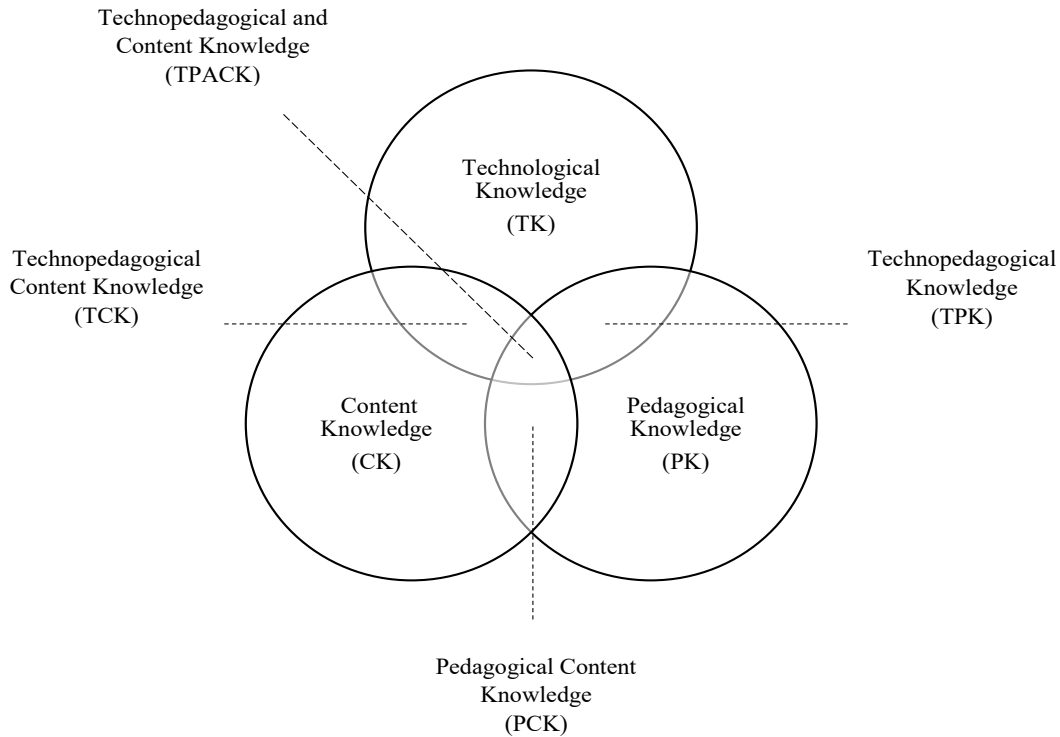 Technopedagogical and
Content Knowledge
(TPACK)
Technological
Knowledge
(TK)
Technopedagogical
Content Knowledge
(TCK)
Technopedagogical
Knowledge
(TPK)
Content
Knowledge
(CK)
Pedagogical
Knowledge
(PK)
Pedagogical Content
Knowledge
(PCK)